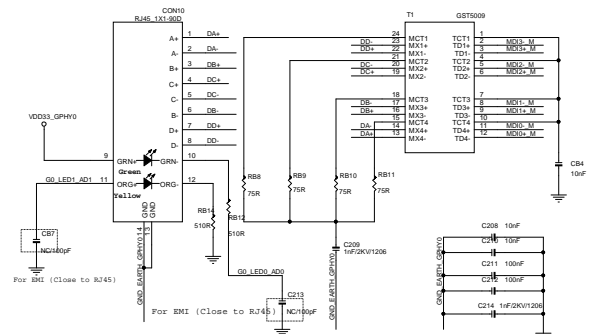 CON10
RJ45_1X1-90D
A+ 1 DA+
A- 2 DA-
B+ 3 DB+
C+ 4 DC+
C- 5 DC-
B- 6 DB-
D+ 7 DD+
D- 8 DD-
VDD33_GPHY0
9 GRN+ GRN- 10
Green
G0_LED1_AD1 11 ORG+ ORG- 12
Yellow
GND
GND
14
13
GND_EARTH_GPHY0
CB7
NC/100pF
For EMI (Close to RJ45)
RB14
510R
RB12
510R
G0_LED0_AD0
C213
NC/100pF
For EMI (Close to RJ45)
T1
GST5009
24 MCT1 TCT1 1
DD- 23 MX1+ TD1+ 2 MDI3-_M
DD+ 22 MX1- TD1- 3 MDI3+_M
21 MCT2 TCT2 4
DC- 20 MX2+ TD2+ 5 MDI2-_M
DC+ 19 MX2- TD2- 6 MDI2+_M
18 MCT3 TCT3 7
DB- 17 MX3+ TD3+ 8 MDI1-_M
DB+ 16 MX3- TD3- 9 MDI1+_M
15 MCT4 TCT4 10
DA- 14 MX4+ TD4+ 11 MDI0-_M
DA+ 13 MX4- TD4- 12 MDI0+_M
RB8
75R
RB9
75R
RB10
75R
RB11
75R
CB4
10nF
C209
1nF/2KV/1206
GND_EARTH_GPHY0
GND_EARTH_GPHY0
C208 10nF
C210 10nF
C211 100nF
C212 100nF
C214 1nF/2KV/1206